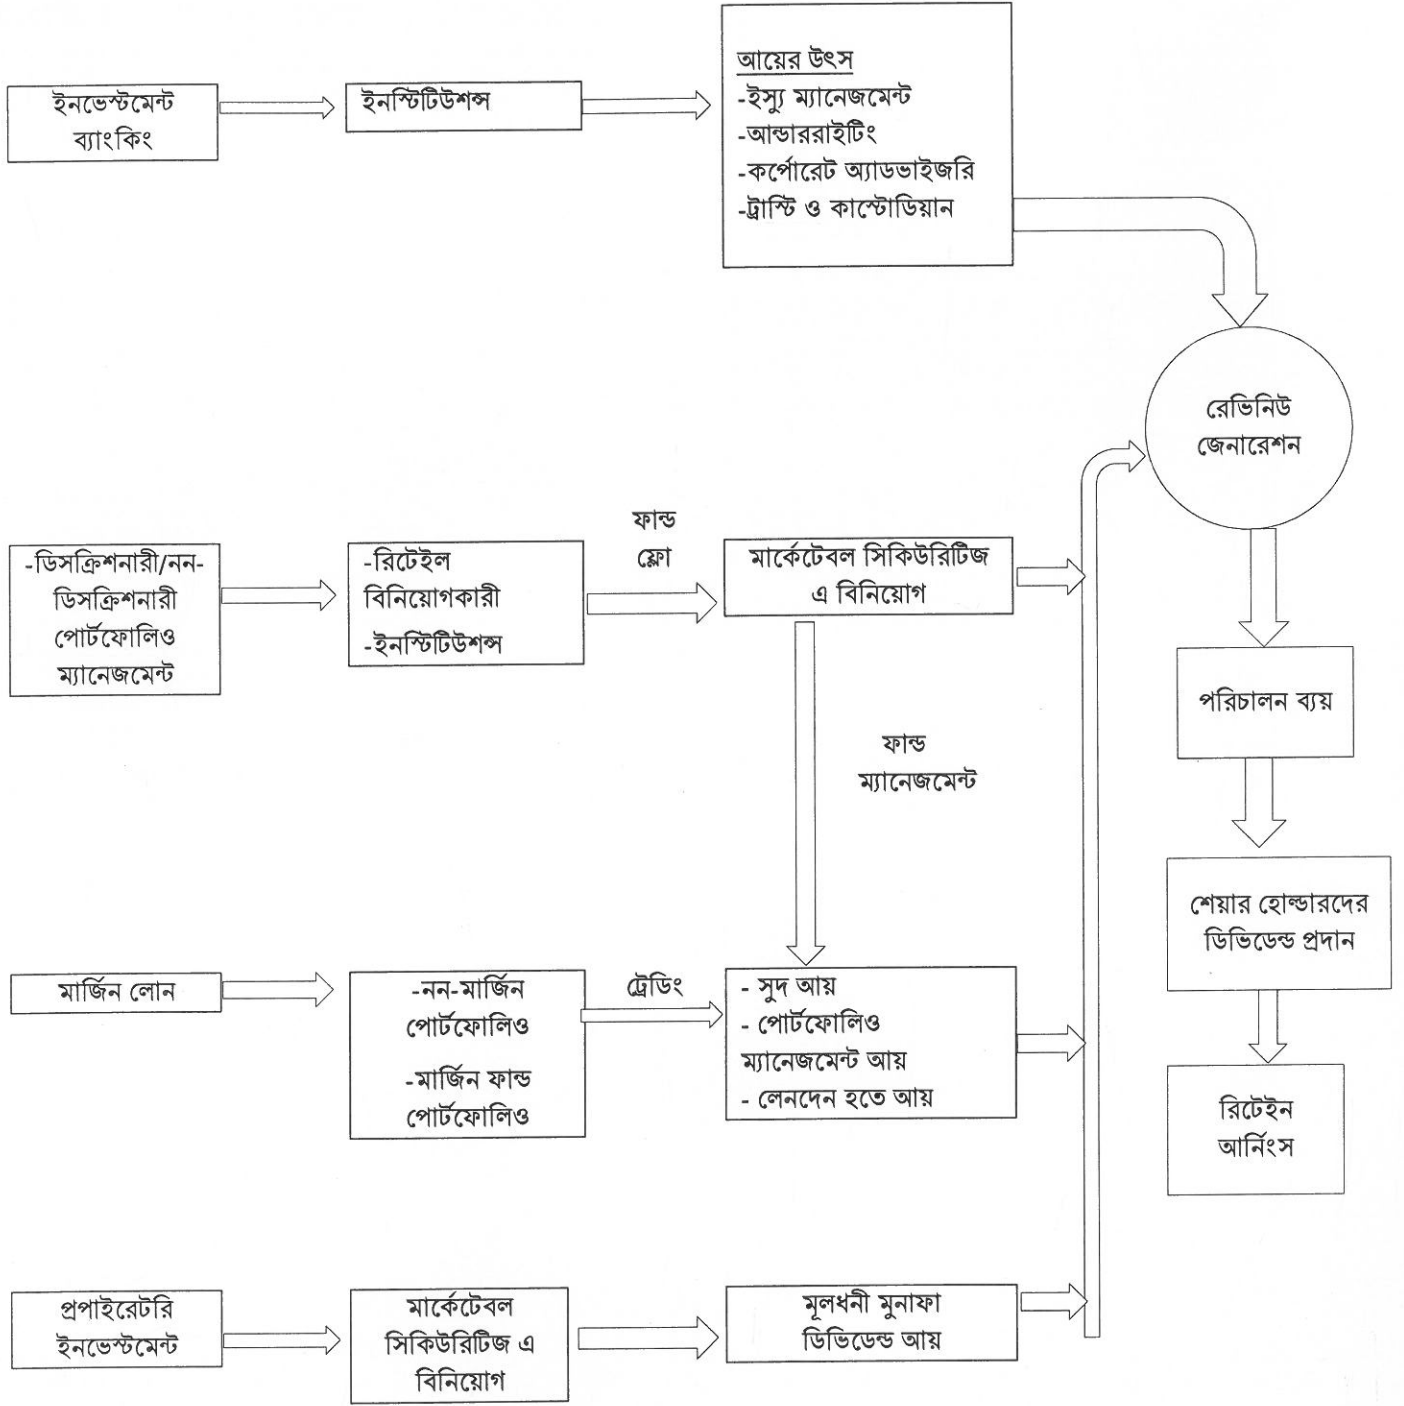 ইনভেস্টমেন্ট
ব্যাংকিং
ইনস্টিটিউশন্স
আয়ের উৎস
-ইস্যু ম্যানেজমেন্ট
-আন্ডাররাইটিং
-কর্পোরেট অ্যাডভাইজরি
-ট্রাস্টি ও কাস্টোডিয়ান
রেভিনিউ
জেনারেশন
-ডিসক্রিশনারী/নন-
ডিসক্রিশনারী
পোর্টফোলিও
ম্যানেজমেন্ট
-রিটেইল
বিনিয়োগকারী
-ইনস্টিটিউশন্স
ফান্ড
ফ্লো
মার্কেটেবল সিকিউরিটিজ
এ বিনিয়োগ
পরিচালন ব্যয়
ফান্ড
ম্যানেজমেন্ট
শেয়ার হোল্ডারদের
ডিভিডেন্ড প্রদান
মার্জিন লোন
-নন-মার্জিন
পোর্টফোলিও
-মার্জিন ফান্ড
পোর্টফোলিও
ট্রেডিং
- সুদ আয়
- পোর্টফোলিও
ম্যানেজমেন্ট আয়
- লেনদেন হতে আয়
রিটেইন
আর্নিংস
প্রপাইরেটরি
ইনভেস্টমেন্ট
মার্কেটেবল
সিকিউরিটিজ এ
বিনিয়োগ
মূলধনী মুনাফা
ডিভিডেন্ড আয়